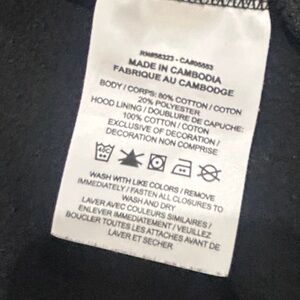 RN#56323 - CA#05553
MADE IN CAMBODIA
FABRIQUE AU CAMBODGE
BODY / CORPS: 80% COTTON / COTON
20% POLYESTER
HOOD LINING / DOUBLURE DE CAPUCHE:
100% COTTON / COTON
EXCLUSIVE OF DECORATION /
DECORATION NON COMPRISE
40C
WASH WITH LIKE COLORS / REMOVE
IMMEDIATELY / FASTEN ALL CLOSURES TO
WASH AND DRY
LAVER AVEC COULEURS SIMILAIRES /
ENLEVER IMMEDIATEMENT / VEUILLEZ
BOUCLER TOUTES LES ATTACHES AVANT DE
LAVER ET SECHER